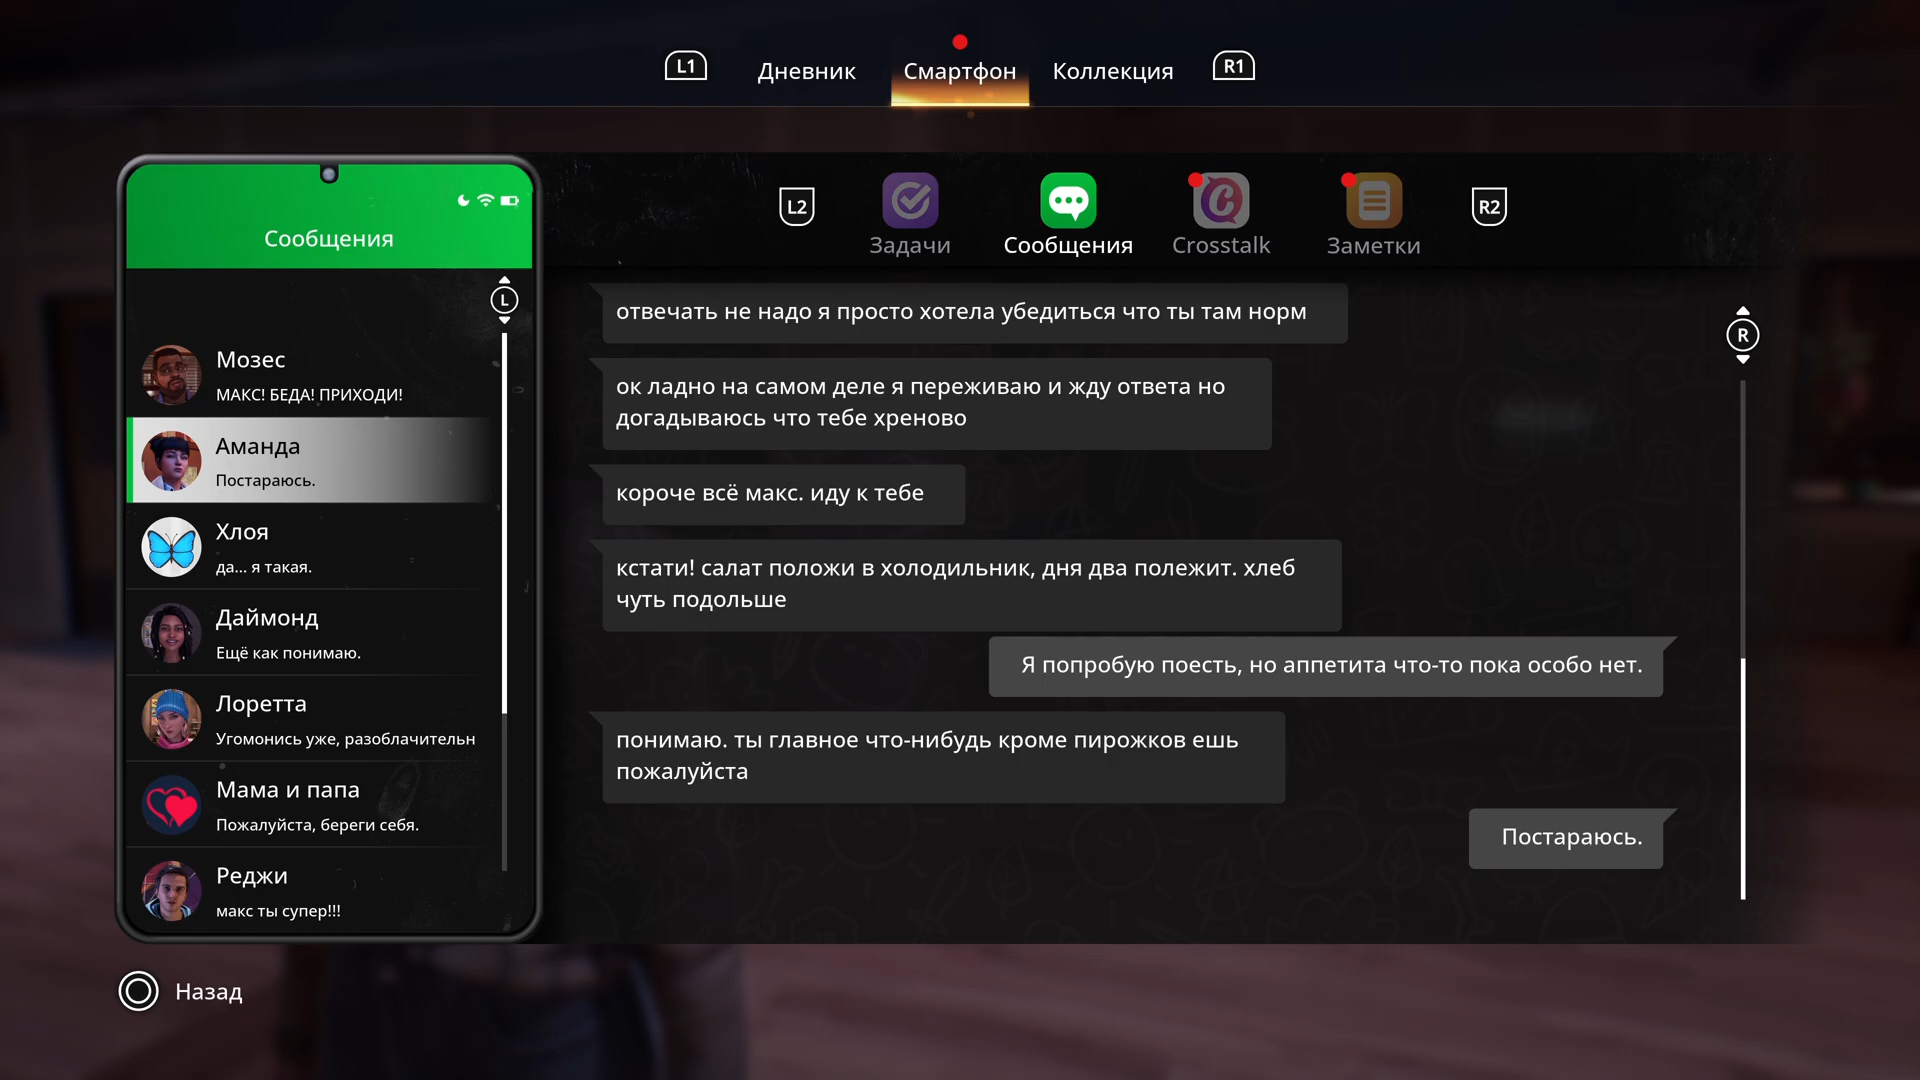 L1
Дневник
Смартфон
Коллекция
R1
Сообщения
L
Мозес
МАКС! БЕДА! ПРИХОДИ!
Аманда
Постараюсь.
Хлоя
да... я такая.
Даймонд
Ещё как понимаю.
Лоретта
Угомонись уже, разоблачительн
Мама и папа
Пожалуйста, береги себя.
Реджи
макс ты супер!!!
L2
Задачи
Сообщения
Crosstalk
Заметки
R2
отвечать не надо я просто хотела убедиться что ты там норм
ок ладно на самом деле я переживаю и жду ответа но
догадываюсь что тебе хреново
короче всё макс. иду к тебе
кстати! салат положи в холодильник, дня два полежит. хлеб
чуть подольше
Я попробую поесть, но аппетита что-то пока особо нет.
понимаю. ты главное что-нибудь кроме пирожков ешь
пожалуйста
Постараюсь.
R
Назад